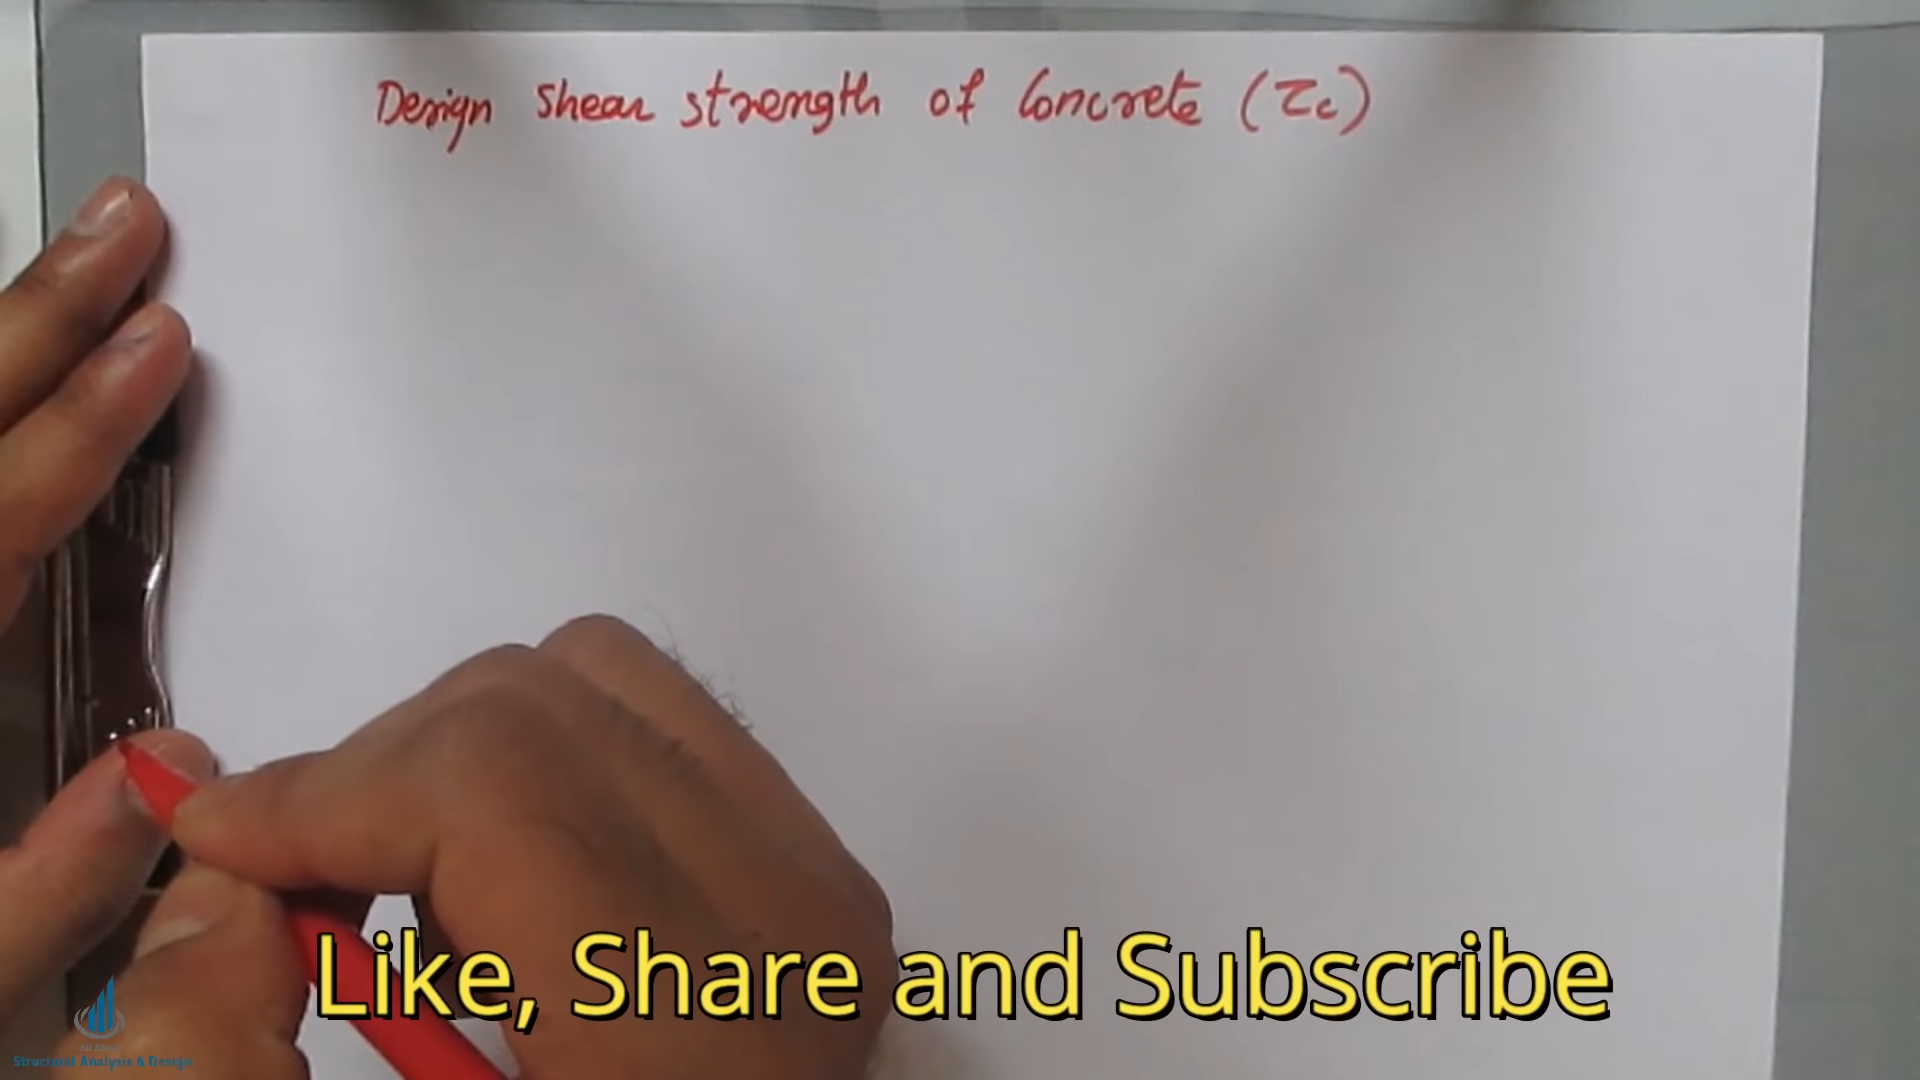 Design shear strength of Concrete (τc)
Like, Share and Subscribe
Structural Analysis & Design